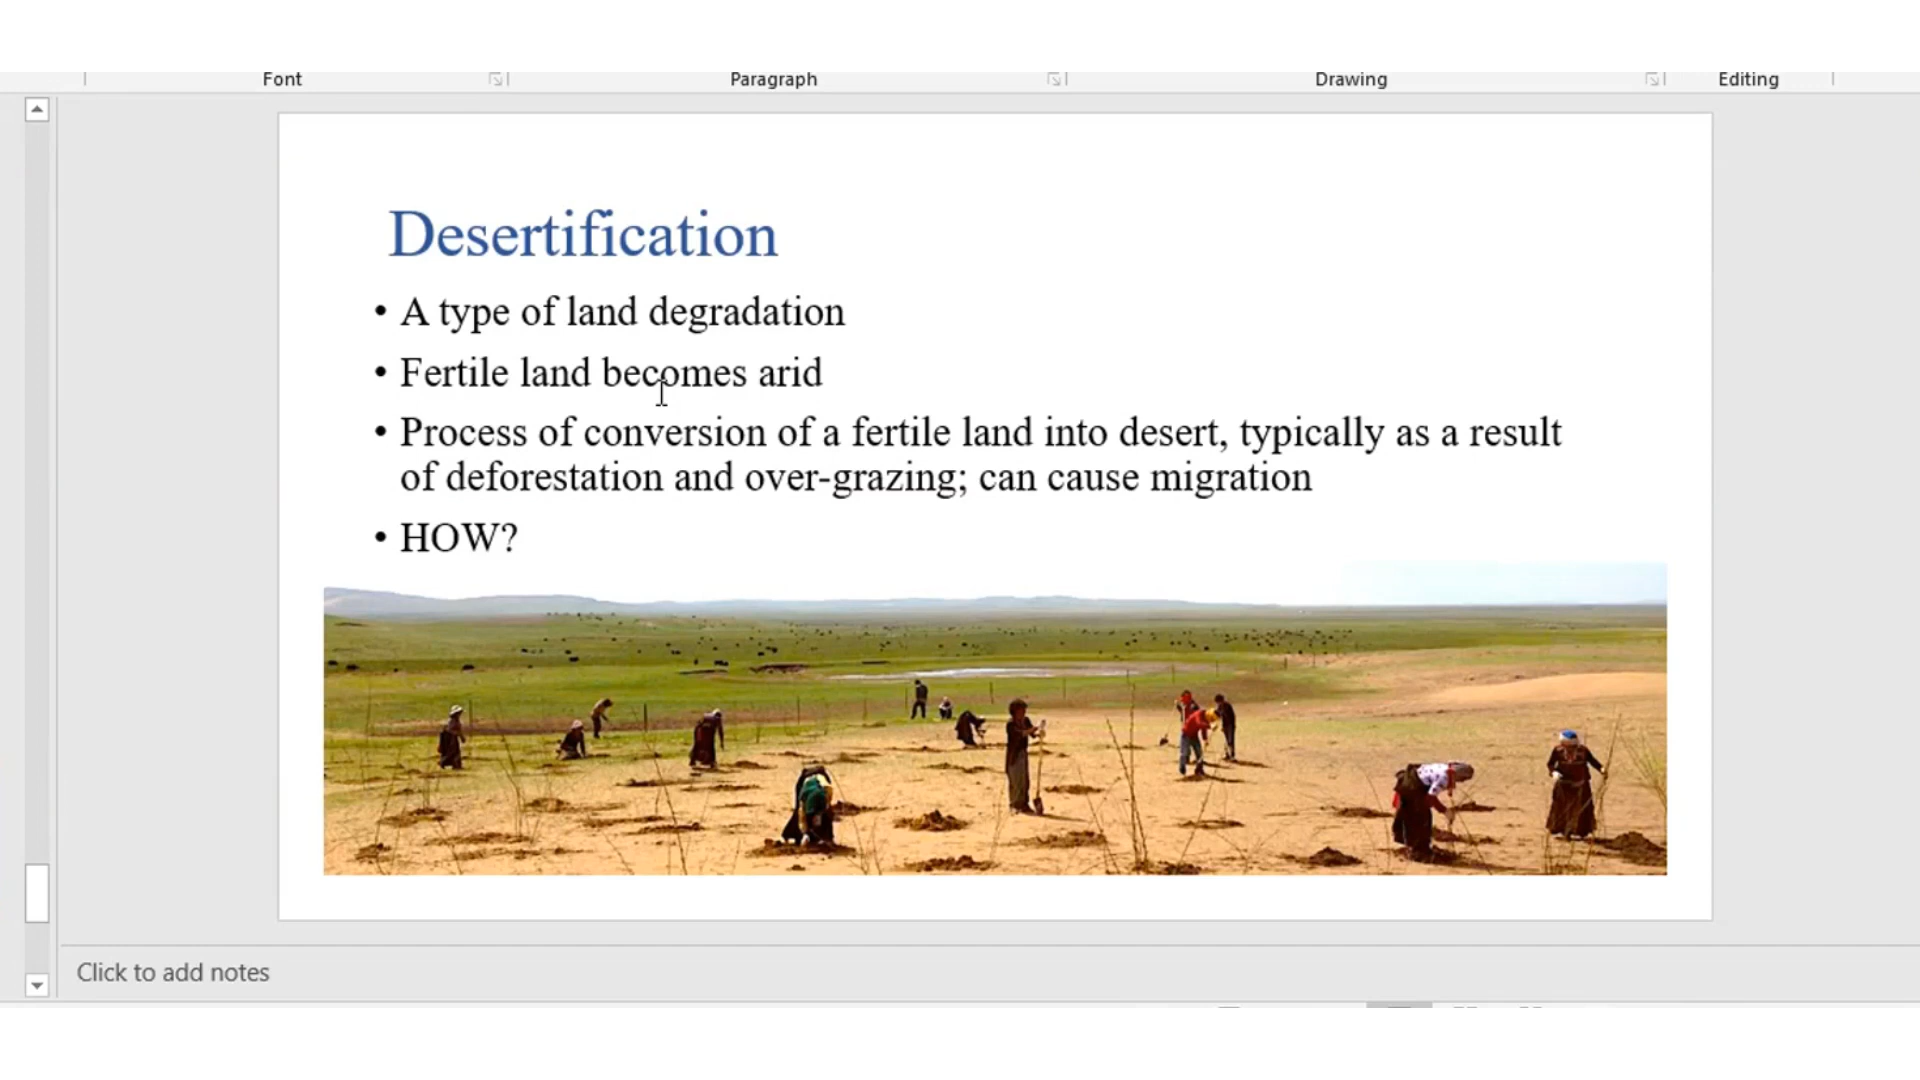 Font Paragraph Drawing Editing
Desertification
• A type of land degradation
• Fertile land becomes arid
• Process of conversion of a fertile land into desert, typically as a result
of deforestation and over-grazing; can cause migration
• HOW?
Click to add notes